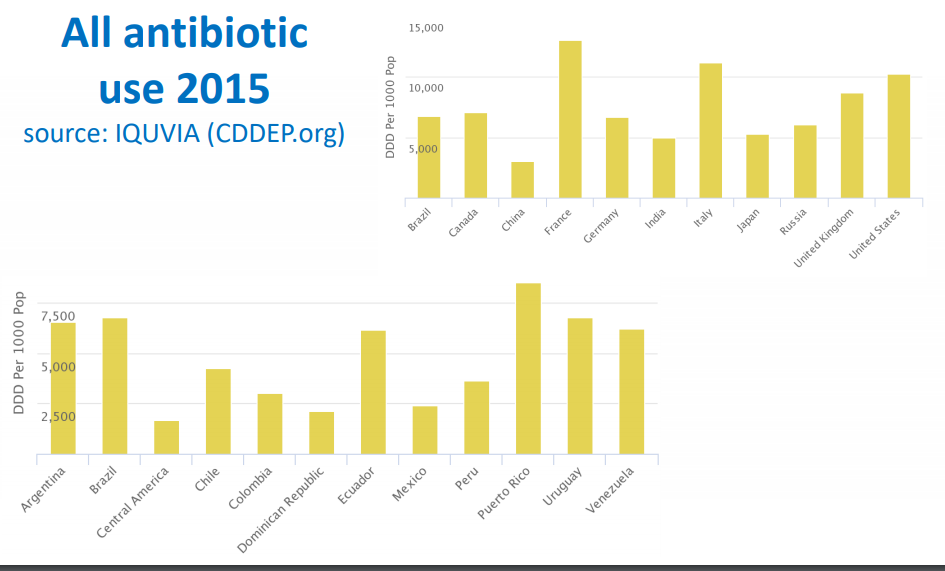 All antibiotic
use 2015
source: IQUVIA (CDDEP.org)
DDD Per 1000 Pop
15,000
10,000
5,000
Brazil
Canada
China
France
Germany
India
Italy
Japan
Russia
United Kingdom
United States
DDD Per 1000 Pop
7,500
5,000
2,500
Argentina
Brazil
Central America
Chile
Colombia
Dominican Republic
Ecuador
Mexico
Peru
Puerto Rico
Uruguay
Venezuela